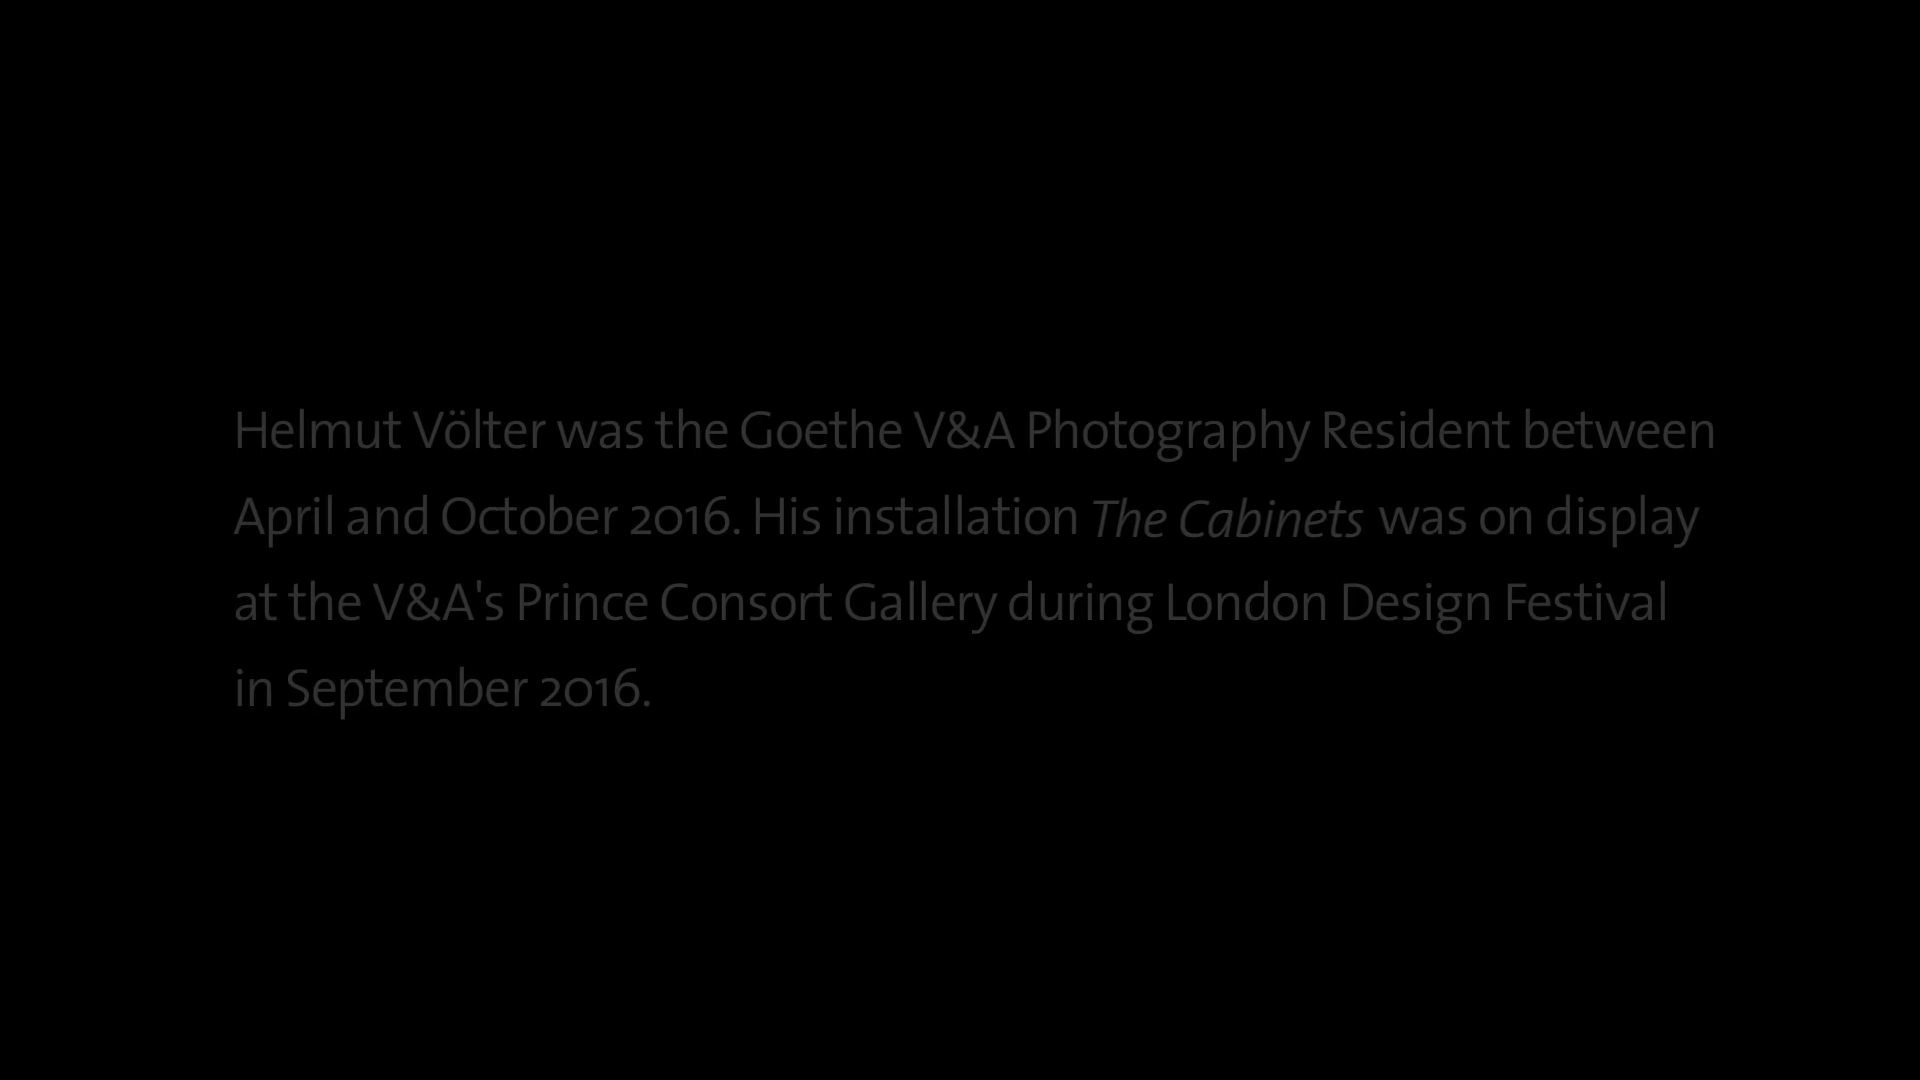 Helmut Völter was the Goethe V&A Photography Resident between
April and October 2016. His installation The Cabinets was on display
at the V&A's Prince Consort Gallery during London Design Festival
in September 2016.